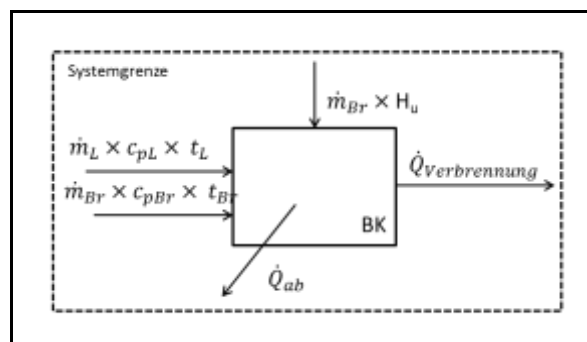 Systemgrenze
ṁ_Br × H_u
ṁ_L × c_pL × t_L
Q̇_Verbrennung
ṁ_Br × c_pBr × t_Br
BK
Q̇_ab